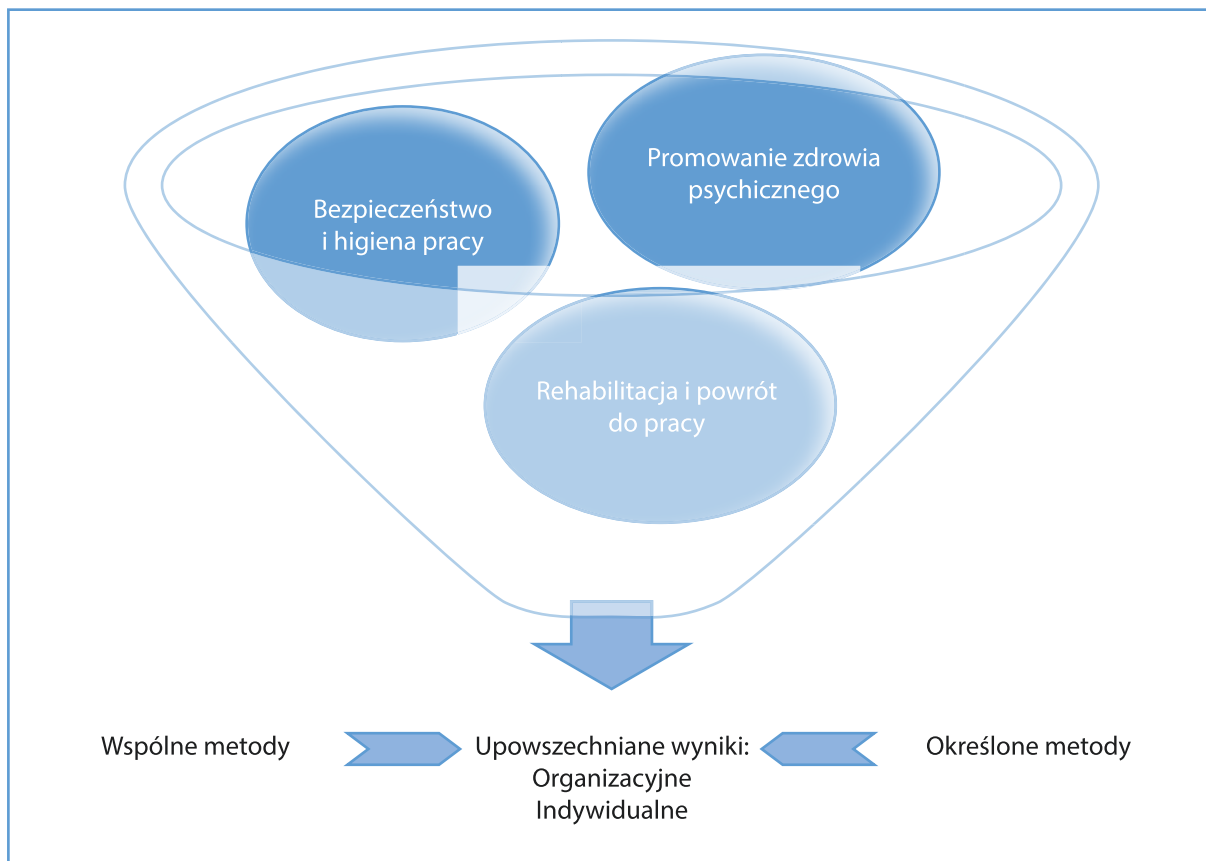 Promowanie zdrowia
psychicznego
Bezpieczeństwo
i higiena pracy
Rehabilitacja i powrót
do pracy
Wspólne metody
Upowszechniane wyniki:
Organizacyjne
Indywidualne
Określone metody